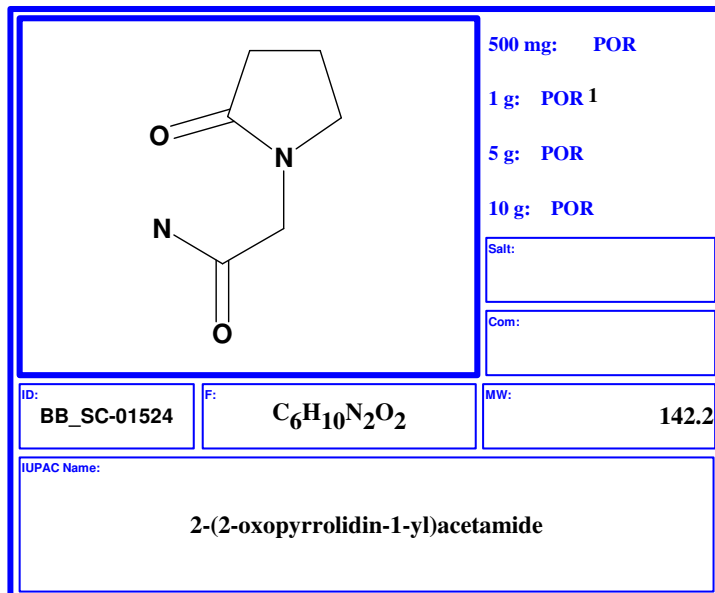 500 mg: POR
1 g: POR 1
5 g: POR
10 g: POR
O
N
N
O
Salt:
Com:
ID:
BB_SC-01524
F:
C6H10N2O2
MW:
142.2
IUPAC Name:
2-(2-oxopyrrolidin-1-yl)acetamide